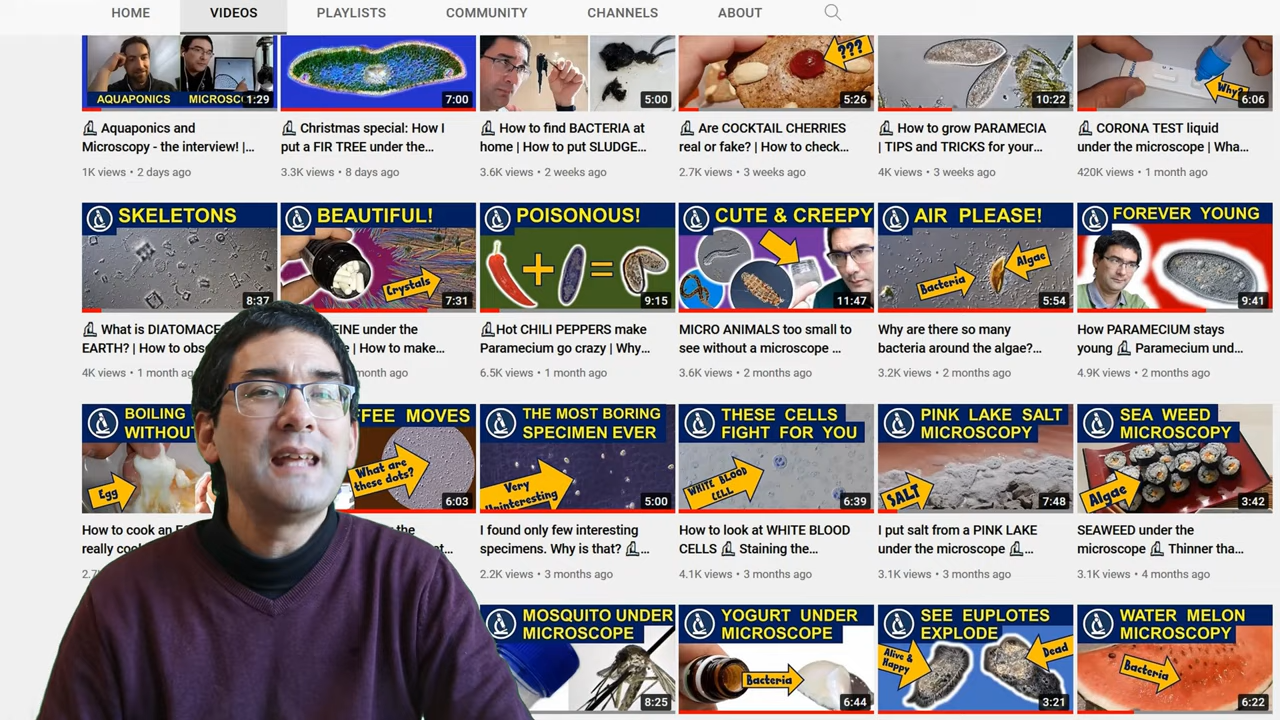 HOME VIDEOS PLAYLISTS COMMUNITY CHANNELS ABOUT
AQUAPONICS 1:29
7:00
5:00
??? 5:26
10:22
Why? 6:06
Aquaponics and
Microscopy - the interview! |...
1K views • 2 days ago
Christmas special: How I
put a FIR TREE under the...
3.3K views • 8 days ago
How to find BACTERIA at
home | How to put SLUDGE...
3.6K views • 2 weeks ago
Are COCKTAIL CHERRIES
real or fake? | How to check...
2.7K views • 3 weeks ago
How to grow PARAMECIA
| TIPS and TRICKS for your...
4K views • 3 weeks ago
CORONA TEST liquid
under the microscope | Wha...
420K views • 1 month ago
SKELETONS
8:37
BEAUTIFUL!
Crystals
7:31
POISONOUS!
+ =
9:15
CUTE & CREEPY
11:47
AIR PLEASE!
Algae
Bacteria
5:54
FOREVER YOUNG
9:41
What is
EARTH? | How to
4K views • 1 month
under the
| How to make...
month ago
Hot CHILI PEPPERS make
Paramecium go crazy | Why...
6.5K views • 1 month ago
MICRO ANIMALS too small to
see without a microscope ...
3.6K views • 2 months ago
Why are there so many
bacteria around the algae?...
3.2K views • 2 months ago
How PARAMECIUM stays
young Paramecium und...
4.9K views • 2 months ago
BOILING
Egg
MOVES
What are
these dots?
6:03
THE MOST BORING
SPECIMEN EVER
Very
Uninteresting
5:00
THESE CELLS
FIGHT FOR YOU
WHITE BLOOD
CELL
6:39
PINK LAKE SALT
MICROSCOPY
SALT
7:48
SEA WEED
MICROSCOPY
Algae
3:42
How to cook an
really
the
I found only few interesting
specimens. Why is that? ...
2.2K views • 3 months ago
How to look at WHITE BLOOD
CELLS Staining the...
4.1K views • 3 months ago
I put salt from a PINK LAKE
under the microscope ...
3.1K views • 3 months ago
SEAWEED under the
microscope Thinner tha...
3.1K views • 4 months ago
MOSQUITO UNDER
MICROSCOPE
8:25
YOGURT UNDER
MICROSCOPE
Bacteria
6:44
SEE EUPLOTES
EXPLODE
Alive &
Happy
Dead
3:21
WATER MELON
MICROSCOPY
Bacteria
6:22